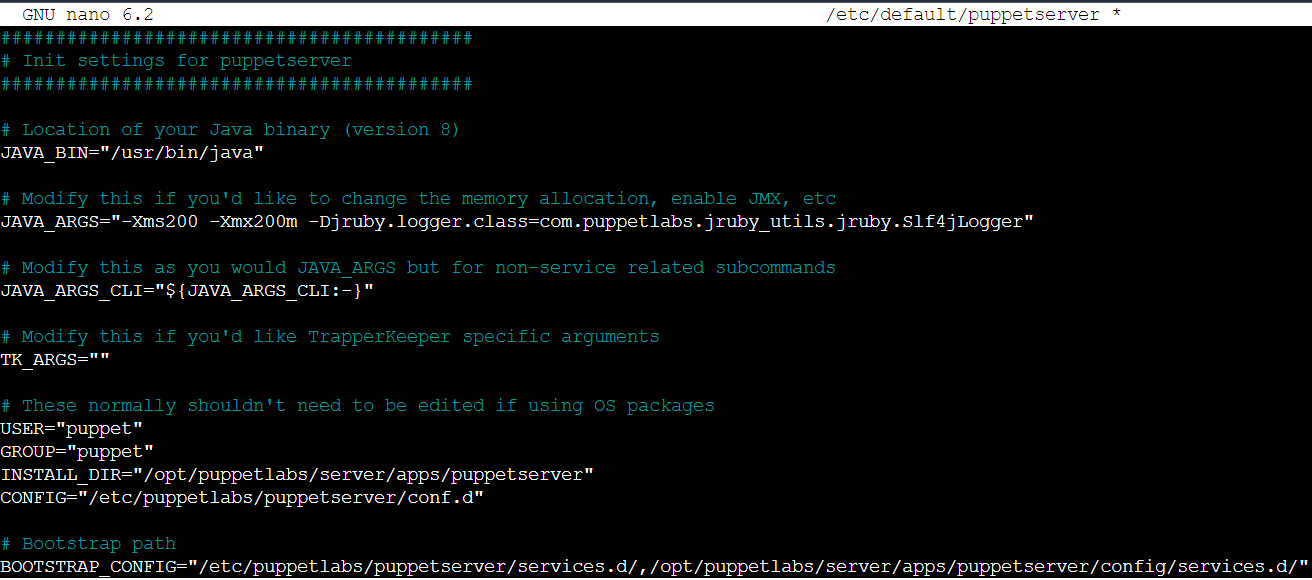 GNU nano 6.2 /etc/default/puppetserver *
###########################################
# Init settings for puppetserver
###########################################
# Location of your Java binary (version 8)
JAVA_BIN="/usr/bin/java"
# Modify this if you'd like to change the memory allocation, enable JMX, etc
JAVA_ARGS="-Xms200 -Xmx200m -Djruby.logger.class=com.puppetlabs.jruby_utils.jruby.Slf4jLogger"
# Modify this as you would JAVA_ARGS but for non-service related subcommands
JAVA_ARGS_CLI="${JAVA_ARGS_CLI:-}"
# Modify this if you'd like TrapperKeeper specific arguments
TK_ARGS=""
# These normally shouldn't need to be edited if using OS packages
USER="puppet"
GROUP="puppet"
INSTALL_DIR="/opt/puppetlabs/server/apps/puppetserver"
CONFIG="/etc/puppetlabs/puppetserver/conf.d"
# Bootstrap path
BOOTSTRAP_CONFIG="/etc/puppetlabs/puppetserver/services.d/,/opt/puppetlabs/server/apps/puppetserver/config/services.d/"